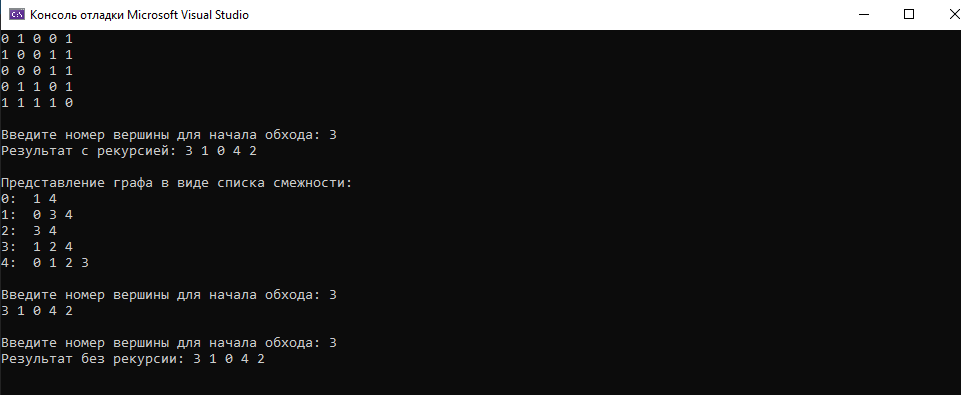 Консоль отладки Microsoft Visual Studio
0 1 0 0 1
1 0 0 1 1
0 0 0 1 1
0 1 1 0 1
1 1 1 1 0
Введите номер вершины для начала обхода: 3
Результат с рекурсией: 3 1 0 4 2
Представление графа в виде списка смежности:
0:  1 4
1:  0 3 4
2:  3 4
3:  1 2 4
4:  0 1 2 3
Введите номер вершины для начала обхода: 3
3 1 0 4 2
Введите номер вершины для начала обхода: 3
Результат без рекурсии: 3 1 0 4 2